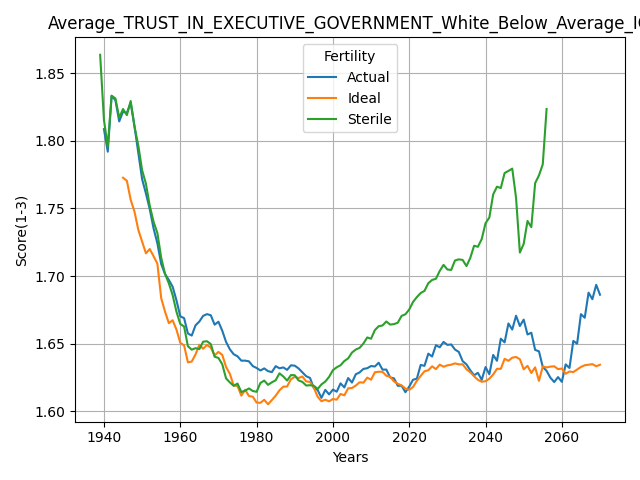 Average_TRUST_IN_EXECUTIVE_GOVERNMENT_White_Below_Average_IQ
Fertility
Actual
Ideal
Sterile
Score(1-3)
1.85
1.80
1.75
1.70
1.65
1.60
1940 1960 1980 2000 2020 2040 2060
Years